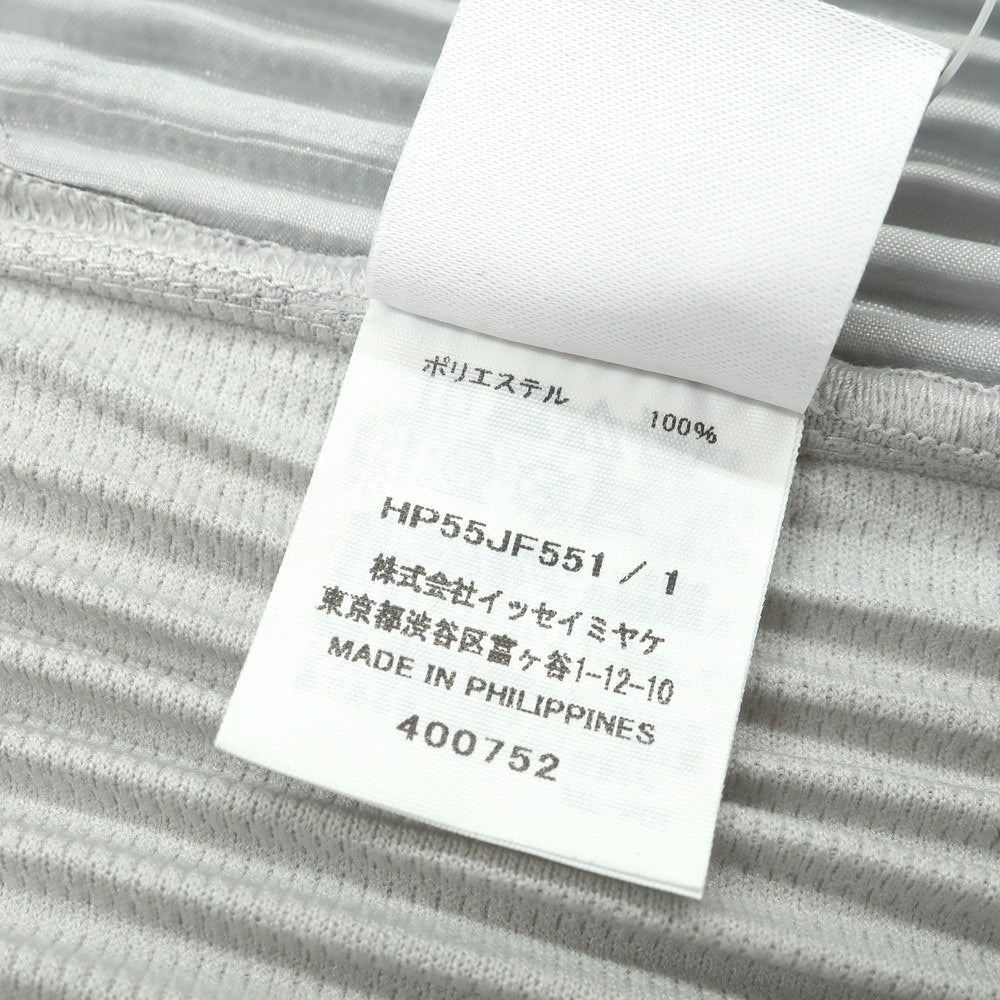 ポリエステル 100%
HP55JF551 / 1
株式会社イッセイミヤケ
東京都渋谷区富ヶ谷1-12-10
MADE IN PHILIPPINES
400752